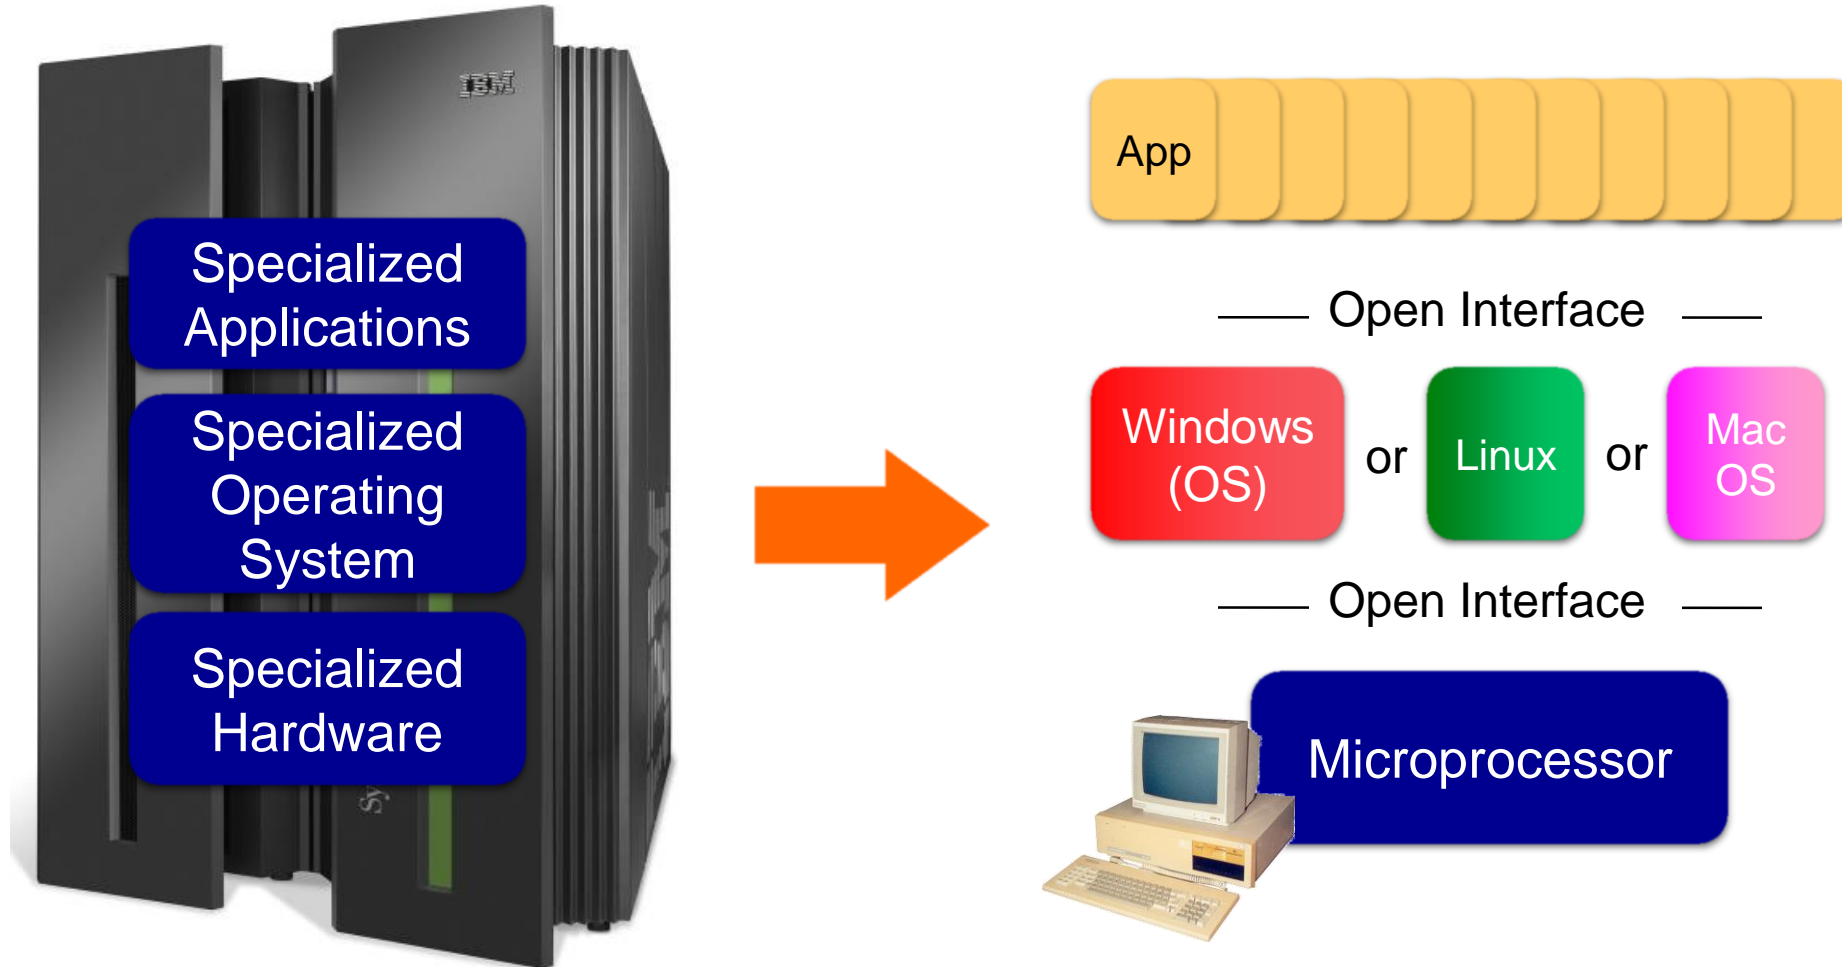 IBM
Specialized
Applications
Specialized
Operating
System
Specialized
Hardware
Sy
App
Open Interface
Windows
(OS)
or
Linux
or
Mac
OS
Open Interface
Microprocessor